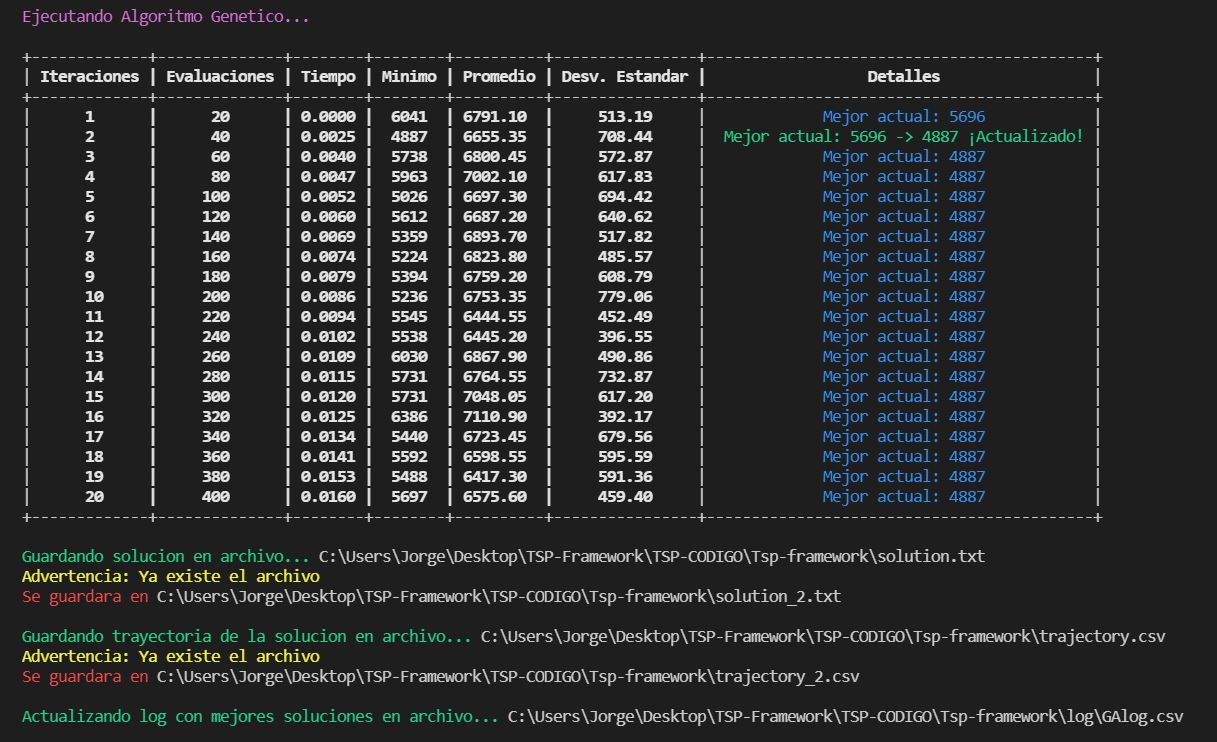 Ejecutando Algoritmo Genetico...
+-------------+--------------+--------+--------+----------+---------------+------------------------------------------+
| Iteraciones | Evaluaciones | Tiempo | Minimo | Promedio | Desv. Estandar | Detalles |
+-------------+--------------+--------+--------+----------+---------------+------------------------------------------+
| 1 | 20 | 0.0000 | 6041 | 6791.10 | 513.19 | Mejor actual: 5696 |
| 2 | 40 | 0.0025 | 4887 | 6655.35 | 708.44 | Mejor actual: 5696 -> 4887 ¡Actualizado! |
| 3 | 60 | 0.0040 | 5738 | 6800.45 | 572.87 | Mejor actual: 4887 |
| 4 | 80 | 0.0047 | 5963 | 7002.10 | 617.83 | Mejor actual: 4887 |
| 5 | 100 | 0.0052 | 5026 | 6697.30 | 694.42 | Mejor actual: 4887 |
| 6 | 120 | 0.0060 | 5612 | 6687.20 | 640.62 | Mejor actual: 4887 |
| 7 | 140 | 0.0069 | 5359 | 6893.70 | 517.82 | Mejor actual: 4887 |
| 8 | 160 | 0.0074 | 5224 | 6823.80 | 485.57 | Mejor actual: 4887 |
| 9 | 180 | 0.0079 | 5394 | 6759.20 | 608.79 | Mejor actual: 4887 |
| 10 | 200 | 0.0086 | 5236 | 6753.35 | 779.06 | Mejor actual: 4887 |
| 11 | 220 | 0.0094 | 5545 | 6444.55 | 452.49 | Mejor actual: 4887 |
| 12 | 240 | 0.0102 | 5538 | 6445.20 | 396.55 | Mejor actual: 4887 |
| 13 | 260 | 0.0109 | 6030 | 6867.90 | 490.86 | Mejor actual: 4887 |
| 14 | 280 | 0.0115 | 5731 | 6764.55 | 732.87 | Mejor actual: 4887 |
| 15 | 300 | 0.0120 | 5731 | 7048.05 | 617.20 | Mejor actual: 4887 |
| 16 | 320 | 0.0125 | 6386 | 7110.90 | 392.17 | Mejor actual: 4887 |
| 17 | 340 | 0.0134 | 5440 | 6723.45 | 679.56 | Mejor actual: 4887 |
| 18 | 360 | 0.0141 | 5592 | 6598.55 | 595.59 | Mejor actual: 4887 |
| 19 | 380 | 0.0153 | 5488 | 6417.30 | 591.36 | Mejor actual: 4887 |
| 20 | 400 | 0.0160 | 5697 | 6575.60 | 459.40 | Mejor actual: 4887 |
+-------------+--------------+--------+--------+----------+---------------+------------------------------------------+
Guardando solucion en archivo... C:\Users\Jorge\Desktop\TSP-Framework\TSP-CODIGO\Tsp-framework\solution.txt
Advertencia: Ya existe el archivo
Se guardara en C:\Users\Jorge\Desktop\TSP-Framework\TSP-CODIGO\Tsp-framework\solution_2.txt
Guardando trayectoria de la solucion en archivo... C:\Users\Jorge\Desktop\TSP-Framework\TSP-CODIGO\Tsp-framework\trajectory.csv
Advertencia: Ya existe el archivo
Se guardara en C:\Users\Jorge\Desktop\TSP-Framework\TSP-CODIGO\Tsp-framework\trajectory_2.csv
Actualizando log con mejores soluciones en archivo... C:\Users\Jorge\Desktop\TSP-Framework\TSP-CODIGO\Tsp-framework\log\GAlog.csv